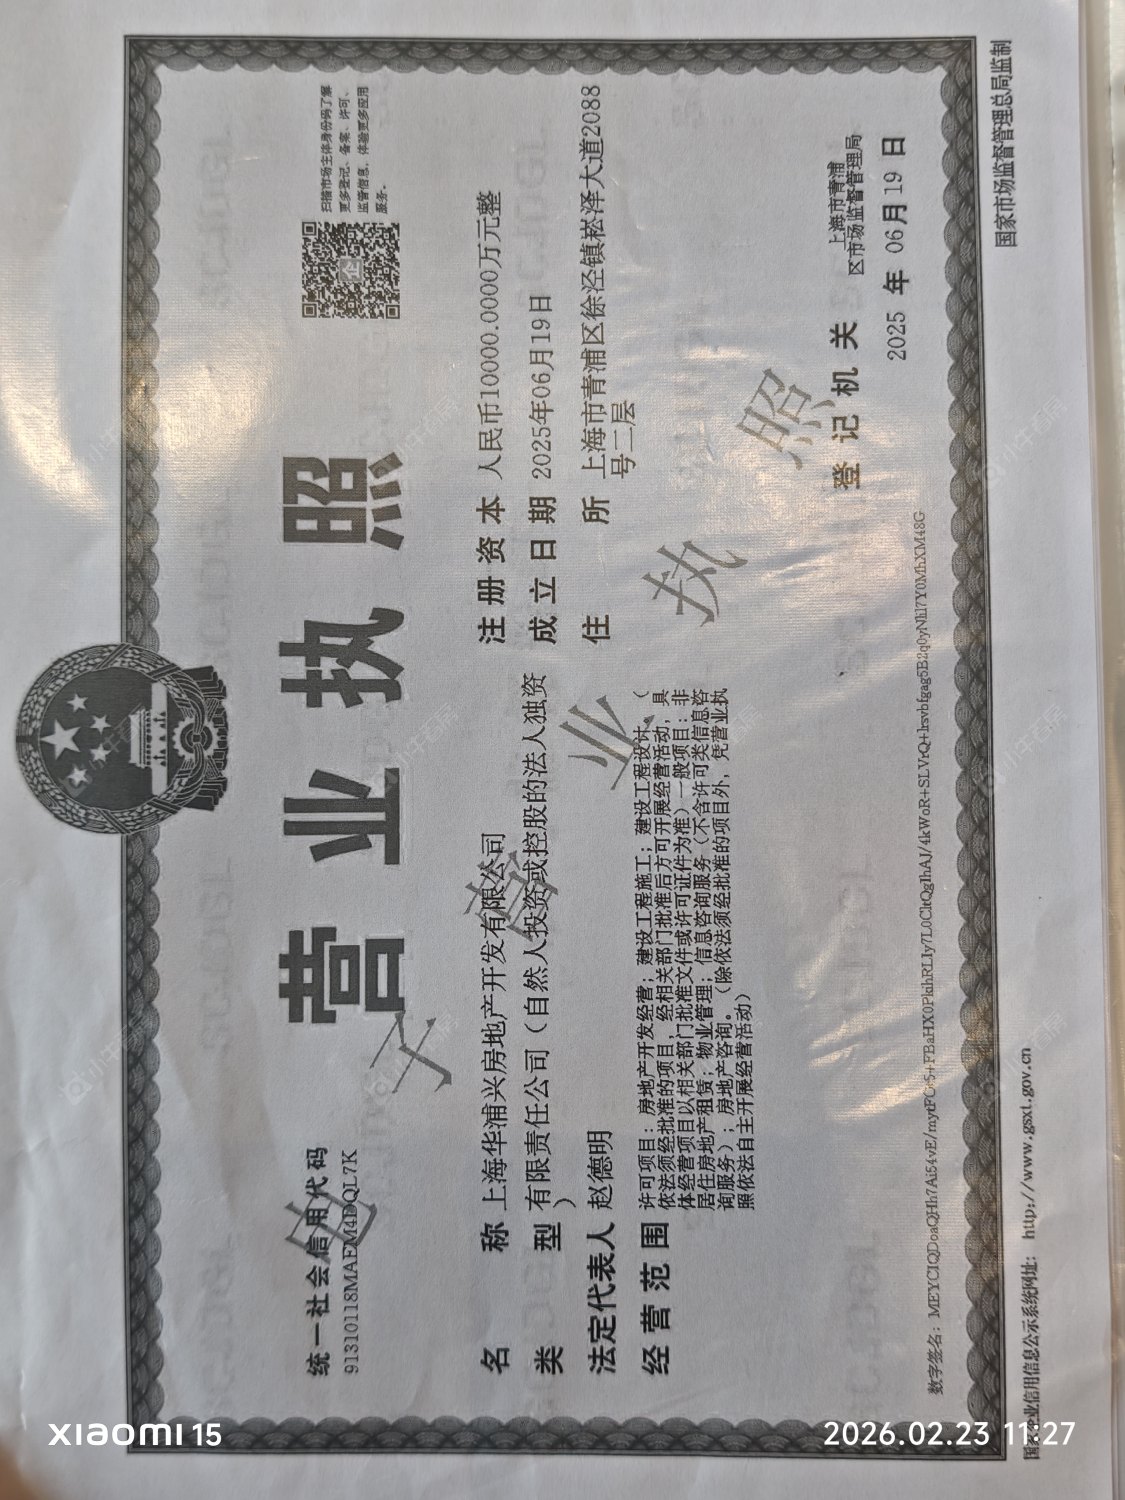 营业执照
统一社会信用代码
91310118MAEM4DQL7K
扫描市场主体身份码了解
更多登记、备案、许可、
监管信息，体验更多应用
服务。
名称 上海华浦兴房地产开发有限公司
类型 有限责任公司（自然人投资或控股的法人独资
）
法定代表人 赵德明
经营范围 许可项目：房地产开发经营；建设工程施工；建设工程设计。（
依法须经批准的项目，经相关部门批准后方可开展经营活动，具
体经营项目以相关部门批准文件或许可证件为准）一般项目：非
居住房地产租赁；物业管理；信息咨询服务（不含许可类信息咨
询服务）；房地产咨询。（除依法须经批准的项目外，凭营业执
照依法自主开展经营活动）
注册资本 人民币10000.0000万元整
成立日期 2025年06月19日
住所 上海市青浦区徐泾镇崧泽大道2088
号二层
电子营业执照
登记机关
上海市青浦
区市场监督管理局
2025 年 06月 19 日
数字签名：
国家企业信用信息公示系统网址： http://www.gsxt.gov.cn
国家市场监督管理总局监制
xiaomi 15
2026.02.23 11:27